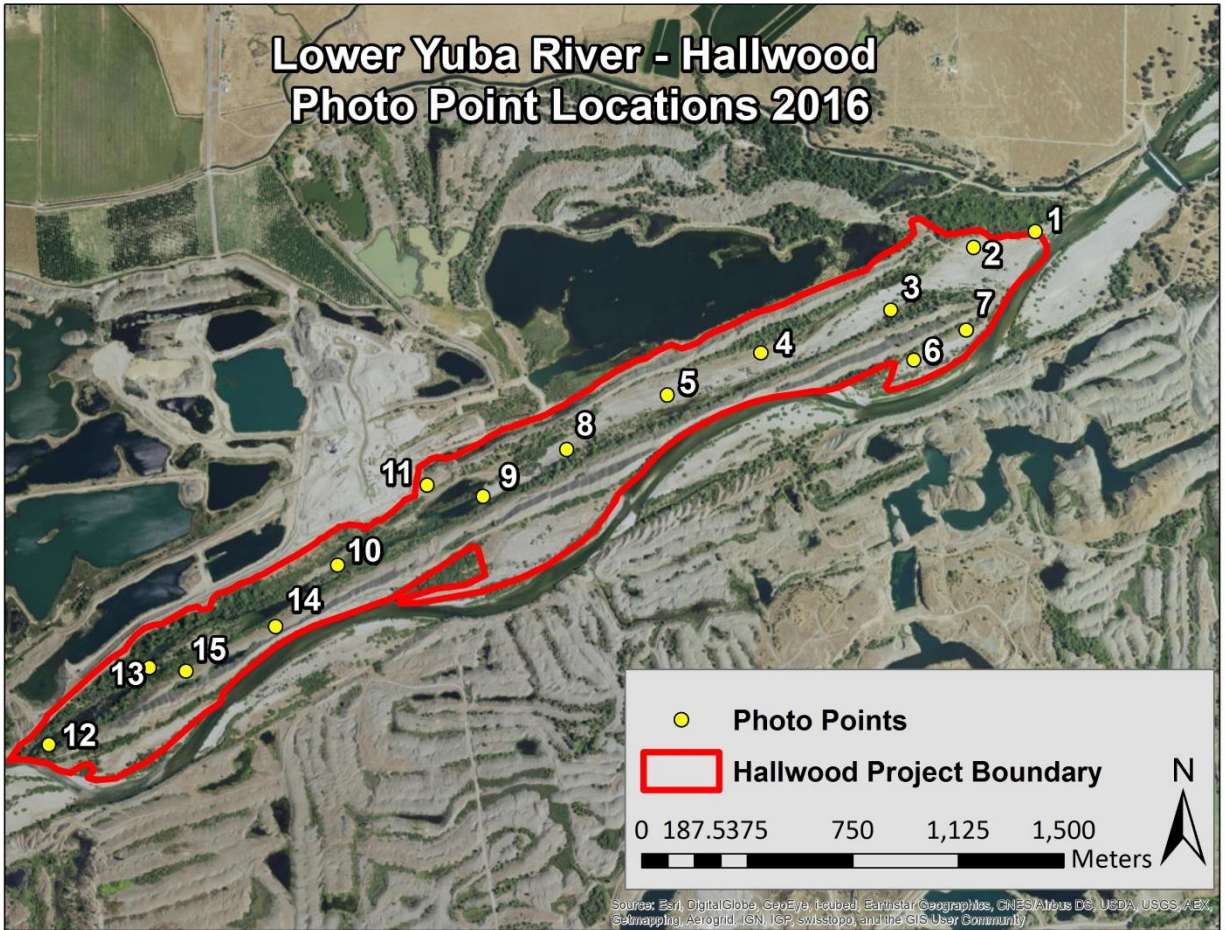 Lower Yuba River - Hallwood
Photo Point Locations 2016
1
2
3
7
4
6
5
8
11
9
10
14
13
15
12
Photo Points
Hallwood Project Boundary
N
0 187.5375 750 1,125 1,500
Meters
Source: Esri, DigitalGlobe, GeoEye, i-cubed, Earthstar Geographics, CNES/Airbus DS, USDA, USGS, AEX,
Getmapping, Aerogrid, IGN, IGP, swisstopo, and the GIS User Community